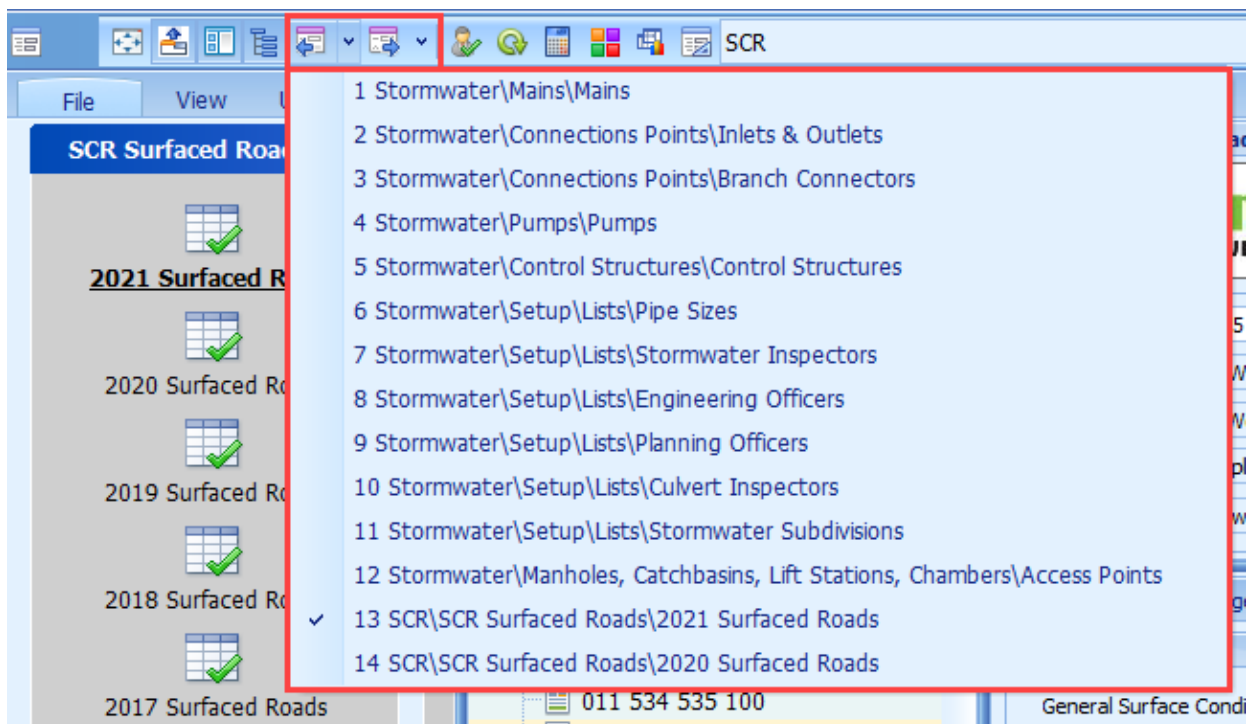 SCR
File View
SCR Surfaced Roa
2021 Surfaced R
2020 Surfaced Ro
2019 Surfaced Ro
2018 Surfaced Ro
2017 Surfaced Roads
1 Stormwater\Mains\Mains
2 Stormwater\Connections Points\Inlets & Outlets
3 Stormwater\Connections Points\Branch Connectors
4 Stormwater\Pumps\Pumps
5 Stormwater\Control Structures\Control Structures
6 Stormwater\Setup\Lists\Pipe Sizes
7 Stormwater\Setup\Lists\Stormwater Inspectors
8 Stormwater\Setup\Lists\Engineering Officers
9 Stormwater\Setup\Lists\Planning Officers
10 Stormwater\Setup\Lists\Culvert Inspectors
11 Stormwater\Setup\Lists\Stormwater Subdivisions
12 Stormwater\Manholes, Catchbasins, Lift Stations, Chambers\Access Points
13 SCR\SCR Surfaced Roads\2021 Surfaced Roads
14 SCR\SCR Surfaced Roads\2020 Surfaced Roads
011 534 535 100
General Surface Condi